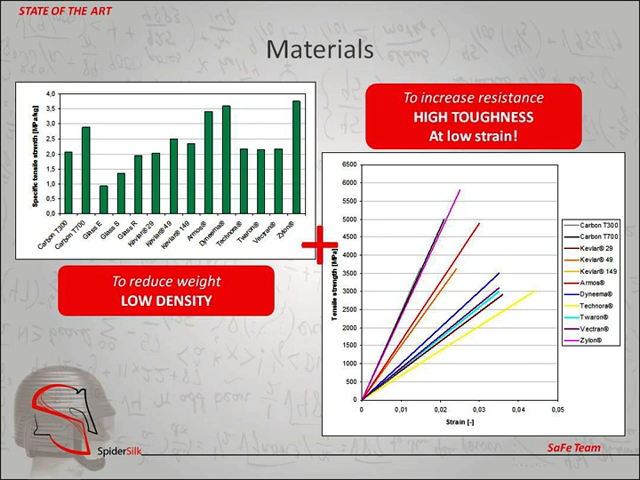 STATE OF THE ART
Materials
Specific tensile strenth [MPa/kg]
4,0
3,5
3,0
2,5
2,0
1,5
1,0
0,5
0,0
Carbon T300
Carbon T700
Glass E
Glass S
Glass R
Kevlar® 29
Kevlar® 49
Kevlar® 149
Armos®
Dyneema®
Technora®
Twaron®
Vectran®
Zylon®
To reduce weight
LOW DENSITY
To increase resistance
HIGH TOUGHNESS
At low strain!
Tensile strength [MPa]
6500
6000
5500
5000
4500
4000
3500
3000
2500
2000
1500
1000
500
0
0
0,01
0,02
0,03
0,04
0,05
Strain [-]
Carbon T300
Carbon T700
Kevlar® 29
Kevlar® 49
Kevlar® 149
Armos®
Dyneema®
Technora®
Twaron®
Vectran®
Zylon®
SpiderSilk
SaFe Team